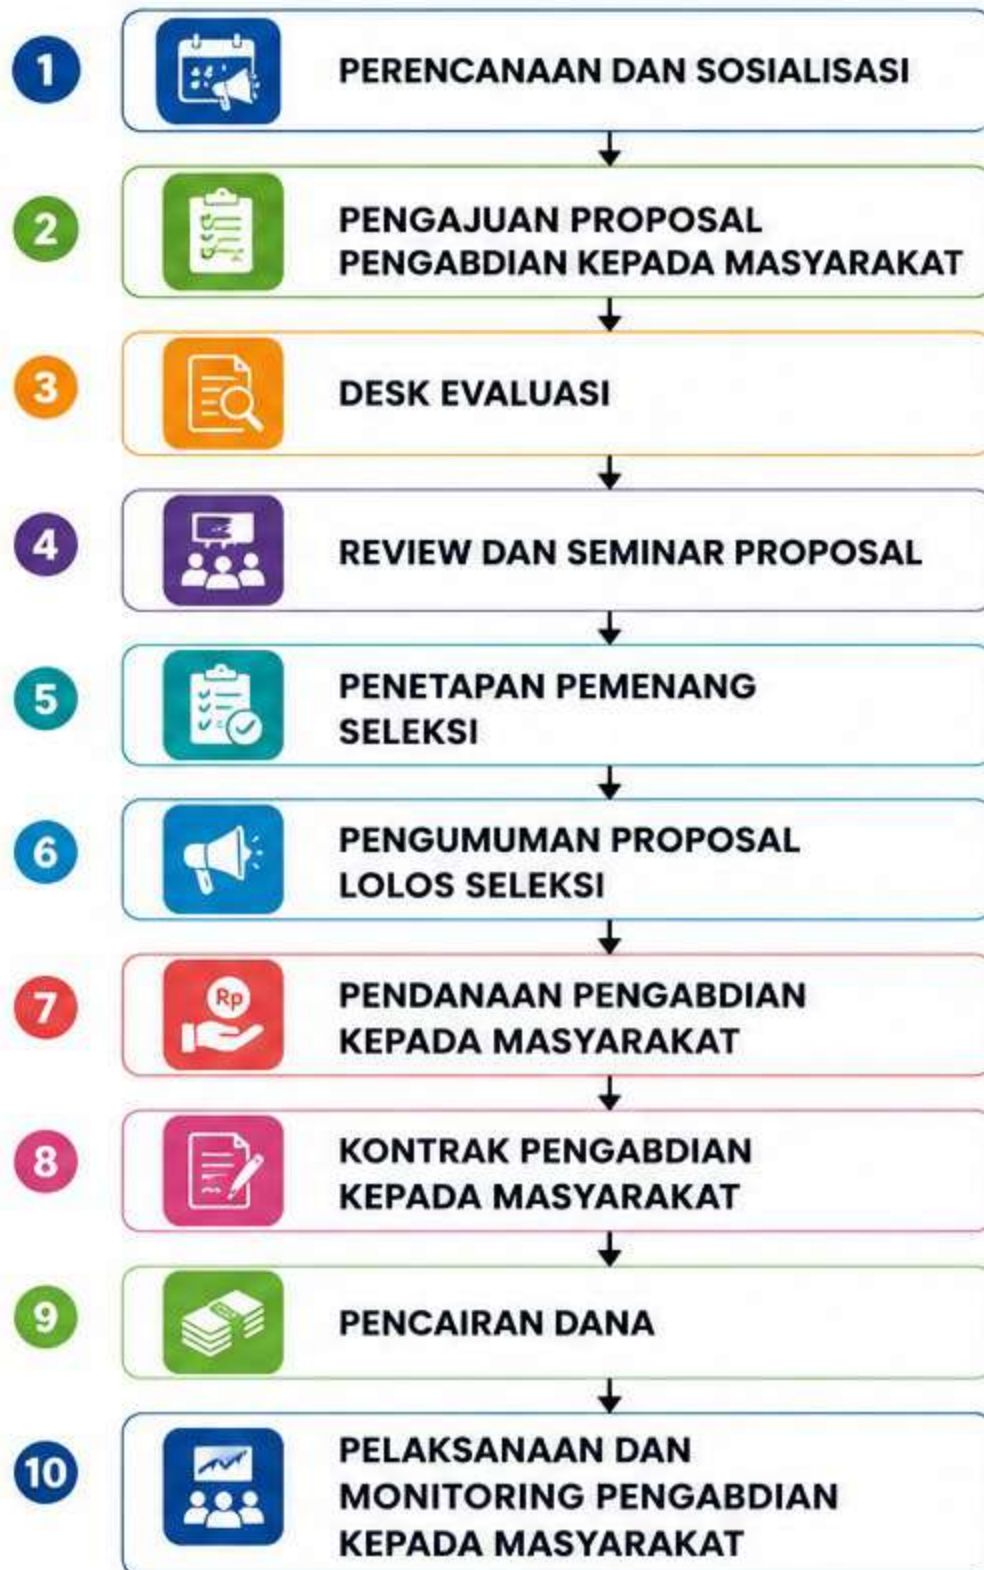 1
PERENCANAAN DAN SOSIALISASI
2
PENGAJUAN PROPOSAL
PENGABDIAN KEPADA MASYARAKAT
3
DESK EVALUASI
4
REVIEW DAN SEMINAR PROPOSAL
5
PENETAPAN PEMENANG
SELEKSI
6
PENGUMUMAN PROPOSAL
LOLOS SELEKSI
7
Rp
PENDANAAN PENGABDIAN
KEPADA MASYARAKAT
8
KONTRAK PENGABDIAN
KEPADA MASYARAKAT
9
PENCAIRAN DANA
10
PELAKSANAAN DAN
MONITORING PENGABDIAN
KEPADA MASYARAKAT